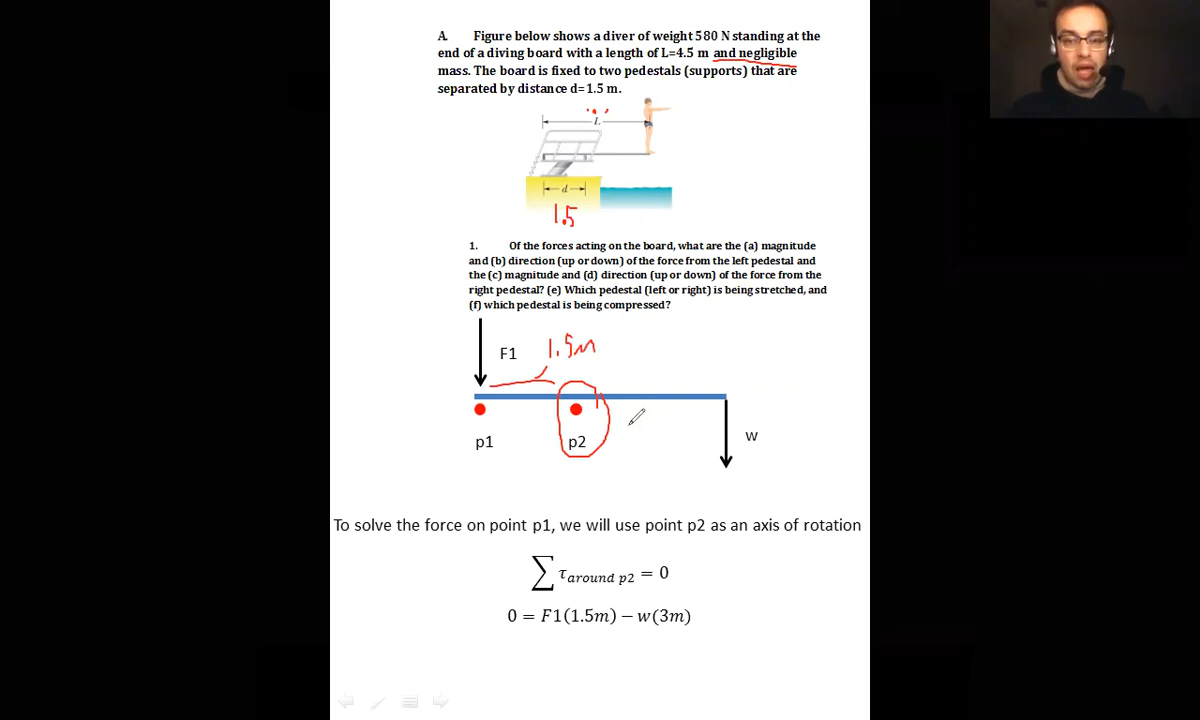 A. Figure below shows a diver of weight 580 N standing at the
end of a diving board with a length of L=4.5 m and negligible
mass. The board is fixed to two pedestals (supports) that are
separated by distance d=1.5 m.
L
d
1.5
1. Of the forces acting on the board, what are the (a) magnitude
and (b) direction (up or down) of the force from the left pedestal and
the (c) magnitude and (d) direction (up or down) of the force from the
right pedestal? (e) Which pedestal (left or right) is being stretched, and
(f) which pedestal is being compressed?
F1
1.5m
p1
p2
w
To solve the force on point p1, we will use point p2 as an axis of rotation
∑ τ around p2 = 0
0 = F1(1.5m) − w(3m)